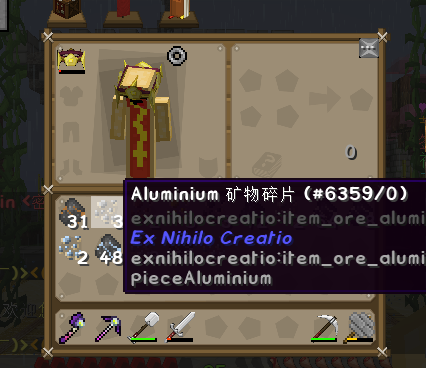 0
Aluminium 矿物碎片 (#6359/0)
exnihilocreatio:item_ore_alumi
Ex Nihilo Creatio
exnihilocreatio:item_ore_alumi
pieceAluminium
31 3
2 48